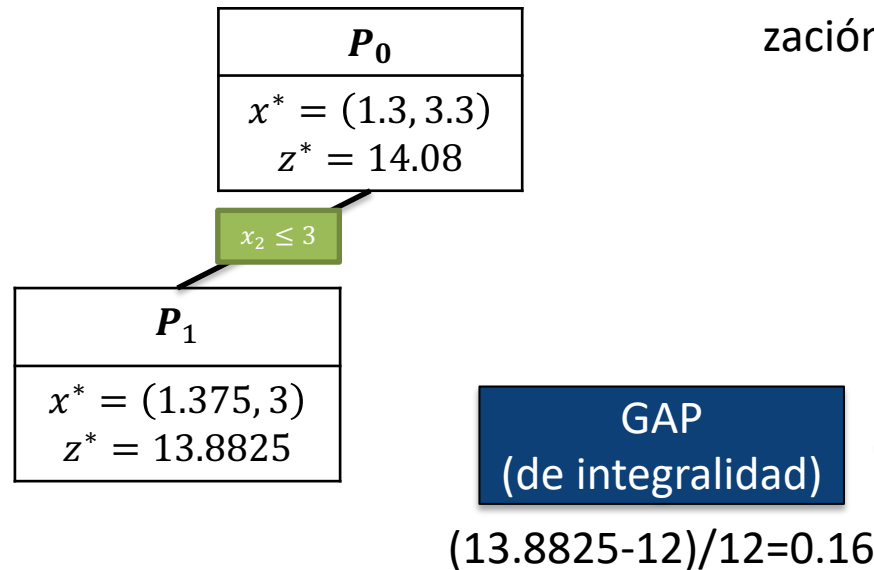 P₀
zación
x* = (1.3, 3.3)
z* = 14.08
x₂ ≤ 3
P₁
x* = (1.375, 3)
z* = 13.8825
GAP
(de integralidad)
(13.8825-12)/12=0.16